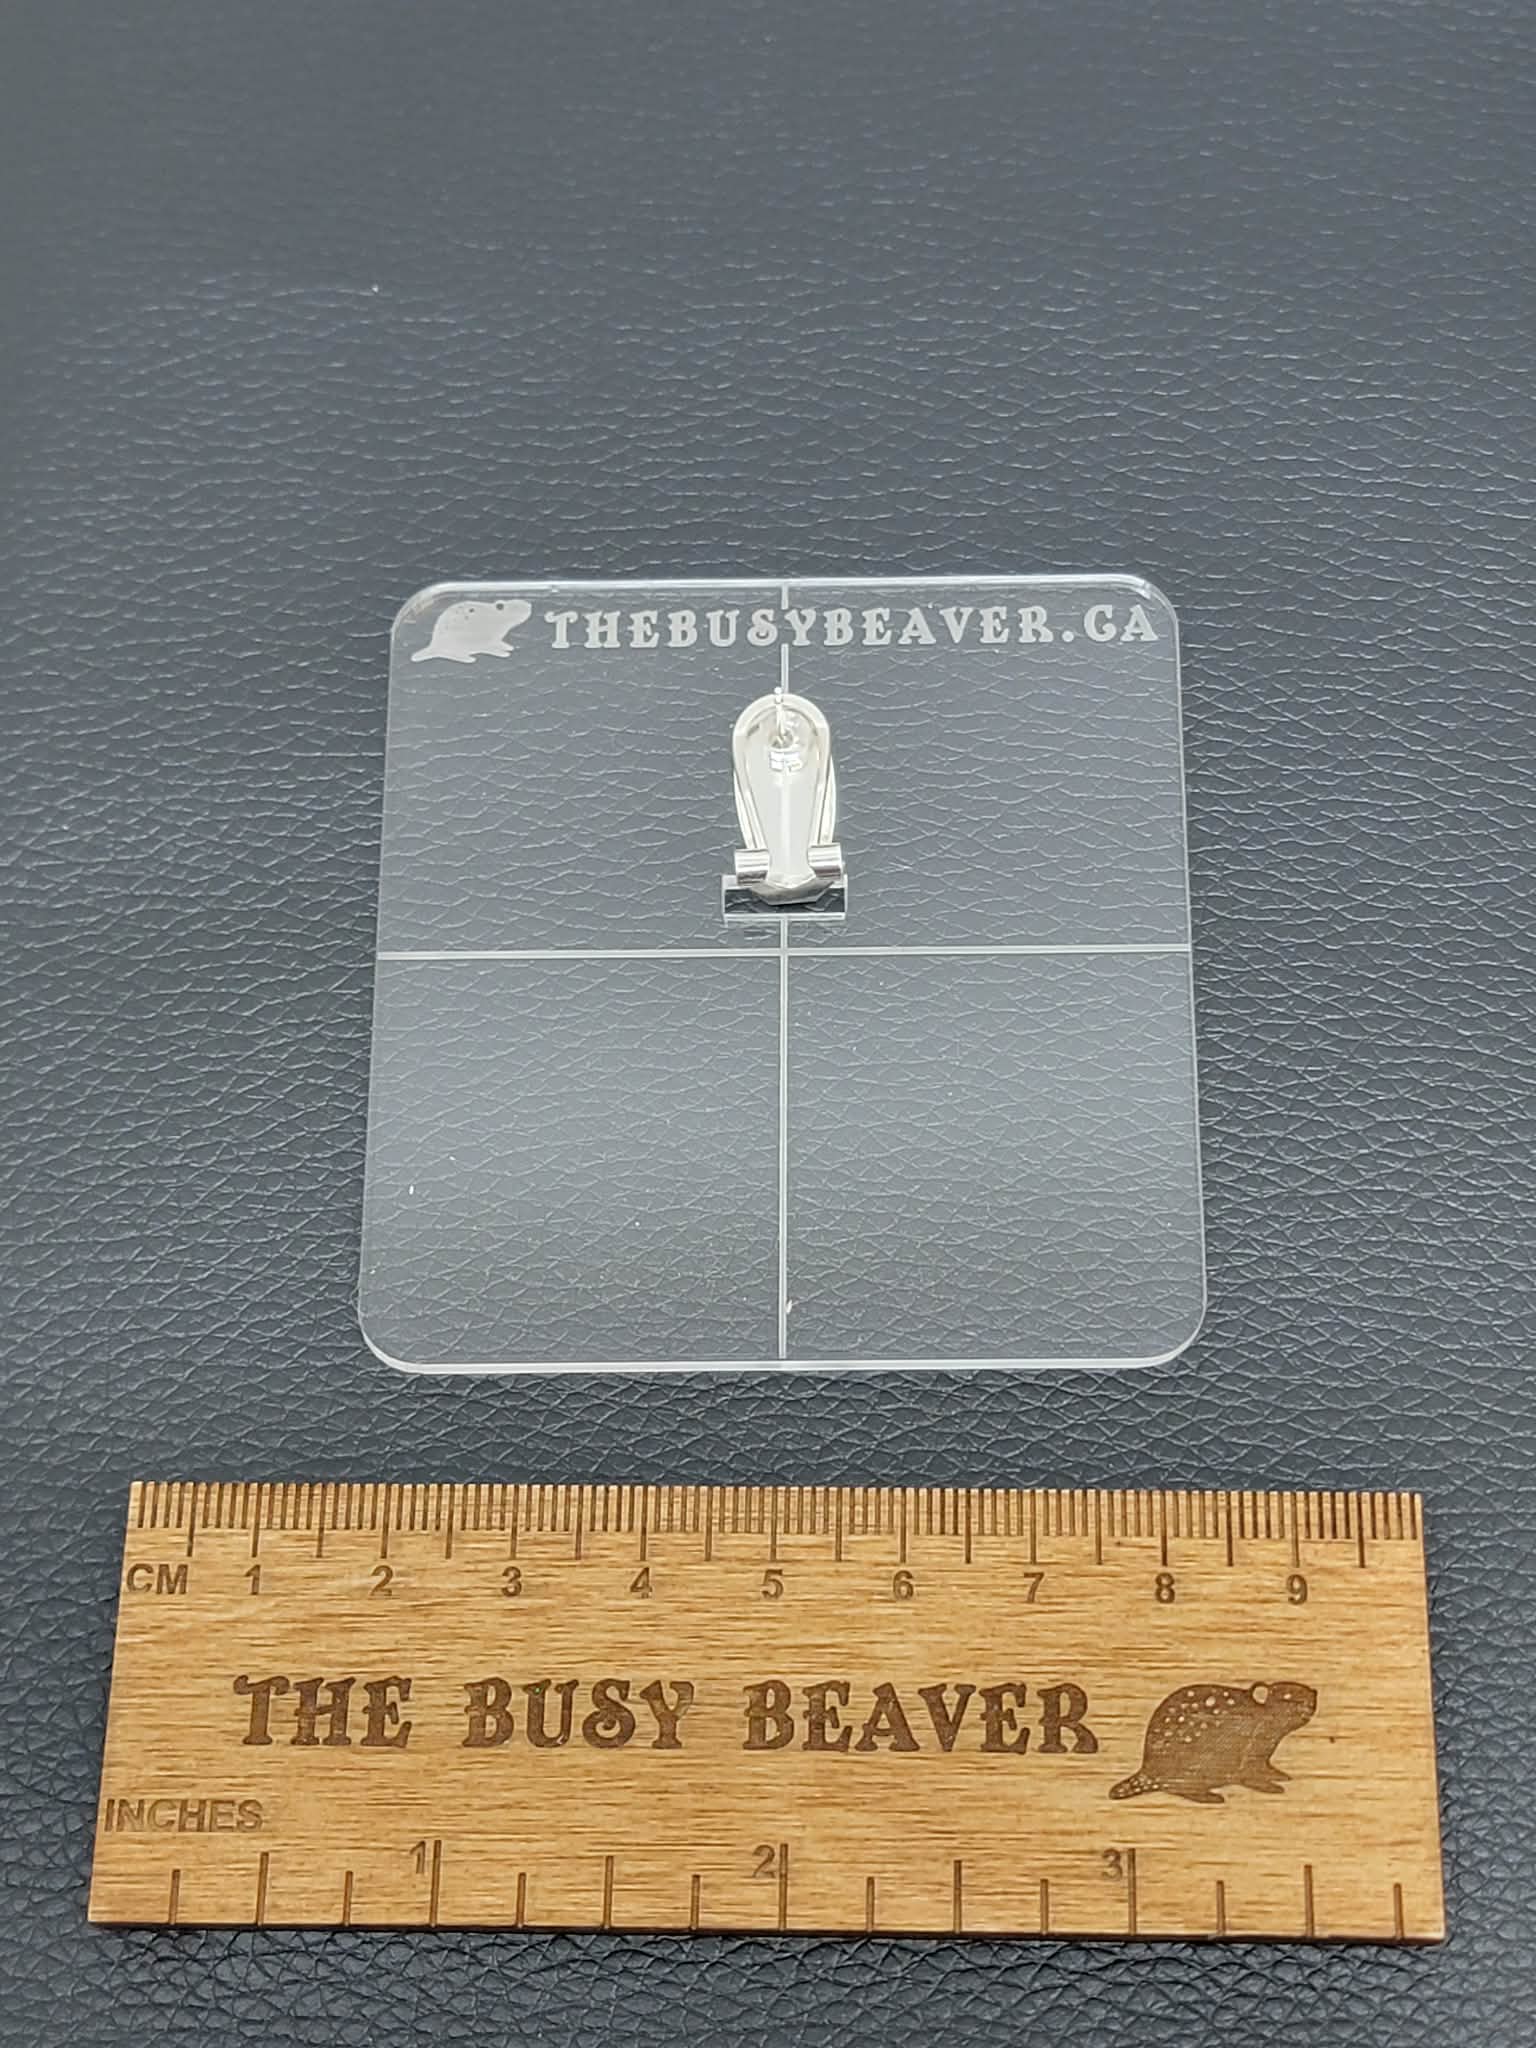 THEBUSYBEAVER.CA
CM 1 2 3 4 5 6 7 8 9
THE BUSY BEAVER
INCHES
1 2 3